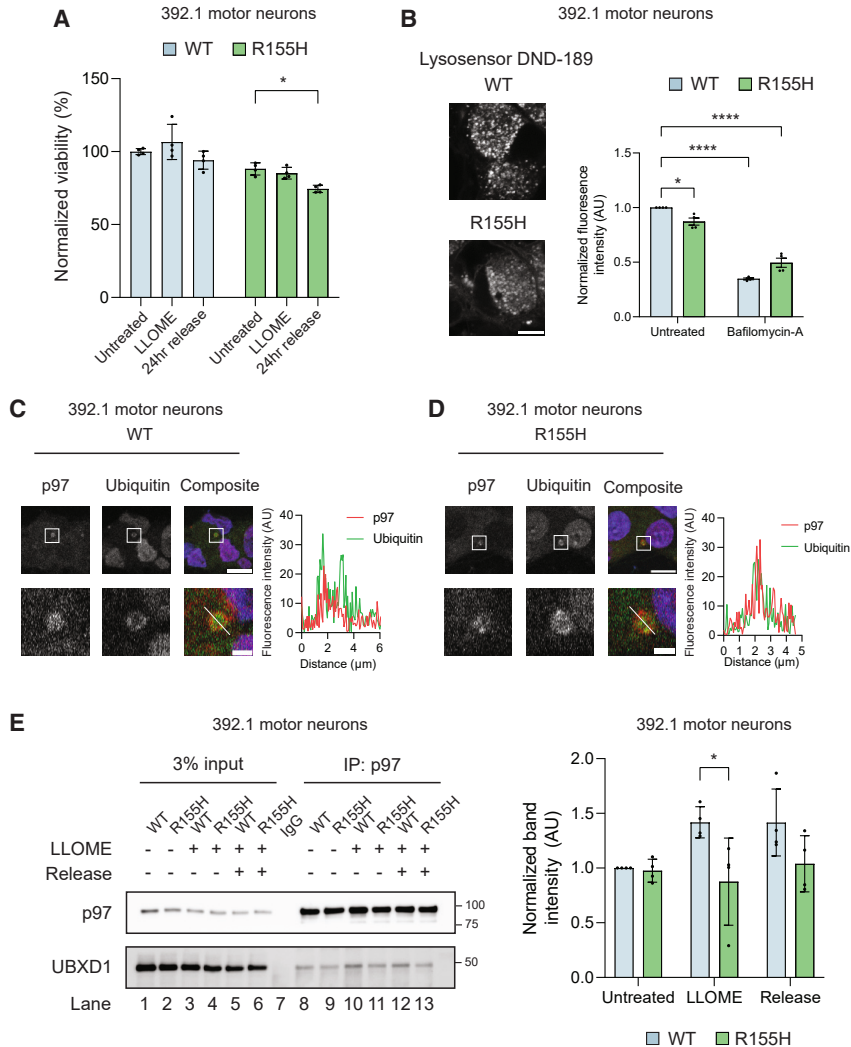 A
392.1 motor neurons
WT R155H
Normalized viability (%)
150
100
50
0
*
Untreated LLOME 24hr release Untreated LLOME 24hr release
B
392.1 motor neurons
Lysosensor DND-189
WT
R155H
WT R155H
Normalized fluoresence
intensity (AU)
1.5
1.0
0.5
0.0
****
****
*
Untreated Bafilomycin-A
C
392.1 motor neurons
WT
p97 Ubiquitin Composite
Fluorescence intensity (AU)
40
30
20
10
0
p97
Ubiquitin
0 2 4 6
Distance (µm)
D
392.1 motor neurons
R155H
p97 Ubiquitin Composite
Fluorescence intensity (AU)
40
30
20
10
0
p97
Ubiquitin
0 1 2 3 4 5
Distance (µm)
E
392.1 motor neurons
3% input IP: p97
WT R155H WT R155H WT R155H IgG WT R155H WT R155H WT R155H
LLOME - - + + + + - - + + + +
Release - - - - + + - - - - + +
p97
100
75
UBXD1
50
Lane 1 2 3 4 5 6 7 8 9 10 11 12 13
392.1 motor neurons
Normalized band
intensity (AU)
2.0
1.5
1.0
0.5
0.0
*
Untreated LLOME Release
WT R155H